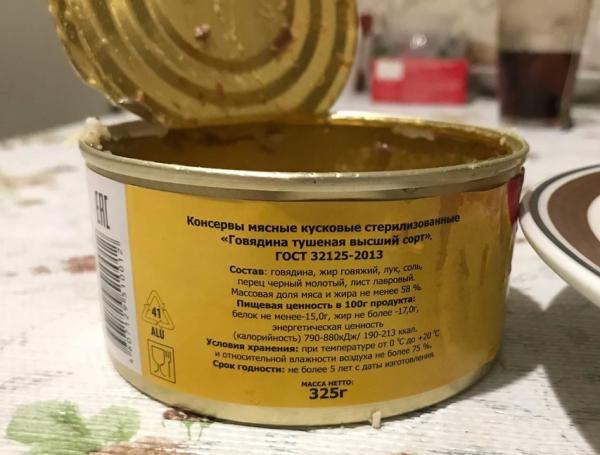 Консервы мясные кусковые стерилизованные
«Говядина тушеная высший сорт».
ГОСТ 32125-2013
Состав: говядина, жир говяжий, лук, соль,
перец черный молотый, лист лавровый.
Массовая доля мяса и жира не менее 58 %.
Пищевая ценность в 100г продукта:
белок не менее-15,0г, жир не более -17,0г,
энергетическая ценность
(калорийность) 790-880кДж/ 190-213 ккал.
Условия хранения: при температуре от 0 °С до +20 °С
и относительной влажности воздуха не более 75 %.
Срок годности: не более 5 лет с даты изготовления.
МАССА НЕТТО:
325г
EAC
41
ALU